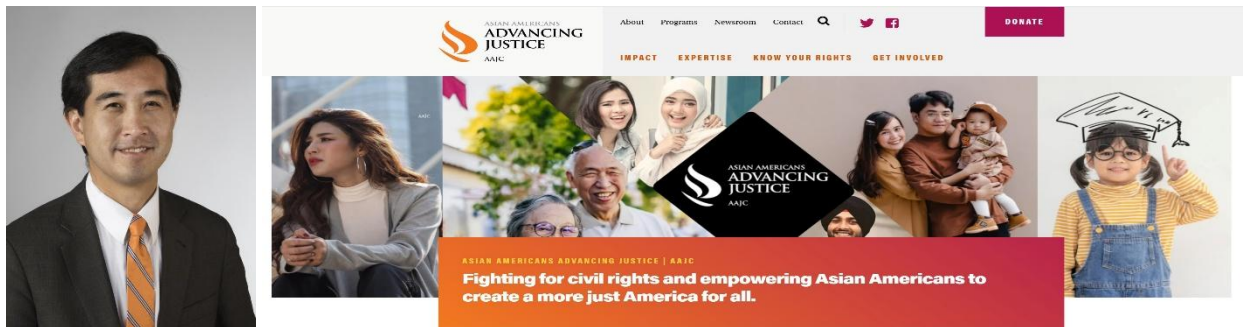 ASIAN AMERICANS
ADVANCING
JUSTICE
AAJC
About Programs Newsroom Contact
DONATE
IMPACT EXPERTISE KNOW YOUR RIGHTS GET INVOLVED
AAJC
ASIAN AMERICANS
ADVANCING
JUSTICE
AAJC
ASIAN AMERICANS ADVANCING JUSTICE | AAJC
Fighting for civil rights and empowering Asian Americans to
create a more just America for all.